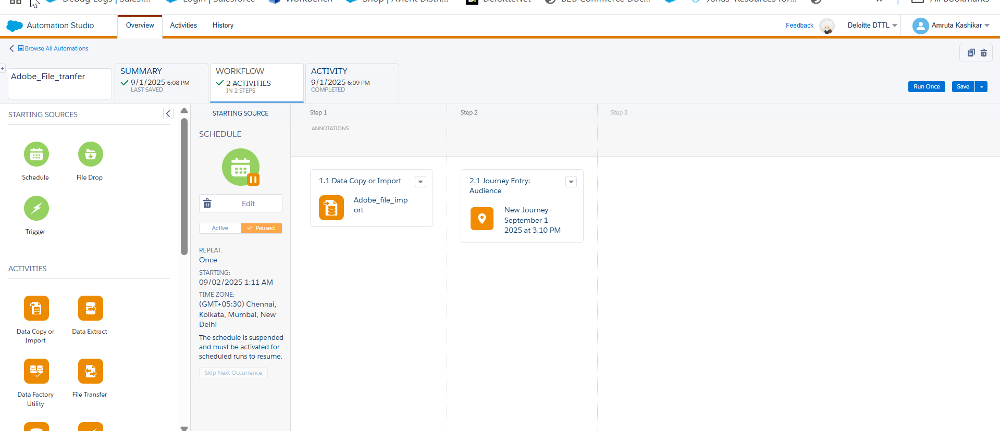 Debug Logs | Salesf...
Login | Salesforce
Workbench
Shop | Avient Distri...
DeloitteNet
B2B Commerce Doc...
Jonas' Resources for...
»
All Bookmarks
Automation Studio
Overview
Activities
History
Feedback
Deloitte DTTL
Amruta Kashikar
Browse All Automations
Adobe_File_tranfer
SUMMARY
9/1/2025 6:08 PM
LAST SAVED
WORKFLOW
2 ACTIVITIES
IN 2 STEPS
ACTIVITY
9/1/2025 6:09 PM
COMPLETED
Run Once
Save
STARTING SOURCES
Schedule
File Drop
Trigger
ACTIVITIES
Data Copy or
Import
Data Extract
Data Factory
Utility
File Transfer
STARTING SOURCE
SCHEDULE
Edit
Active
Paused
REPEAT:
Once
STARTING:
09/02/2025 1:11 AM
TIME ZONE:
(GMT+05:30) Chennai,
Kolkata, Mumbai, New
Delhi
The schedule is suspended
and must be activated for
scheduled runs to resume.
Skip Next Occurrence
Step 1
Step 2
Step 3
ANNOTATIONS
1.1 Data Copy or Import
Adobe_file_imp
ort
2.1 Journey Entry:
Audience
New Journey -
September 1
2025 at 3.10 PM